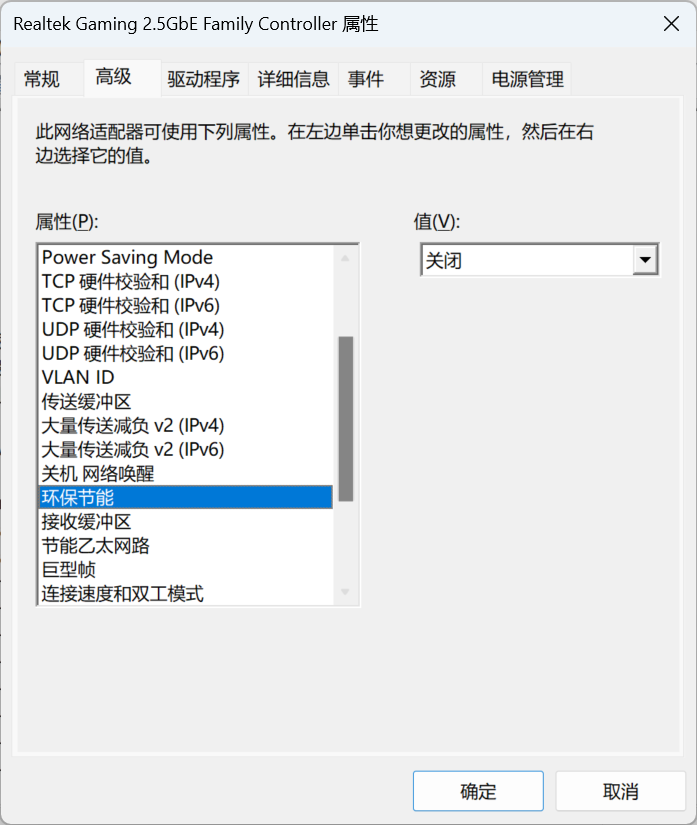 Realtek Gaming 2.5GbE Family Controller 属性
常规 高级 驱动程序 详细信息 事件 资源 电源管理
此网络适配器可使用下列属性。在左边单击你想更改的属性，然后在右
边选择它的值。
属性(P): 值(V):
关闭
Power Saving Mode
TCP 硬件校验和 (IPv4)
TCP 硬件校验和 (IPv6)
UDP 硬件校验和 (IPv4)
UDP 硬件校验和 (IPv6)
VLAN ID
传送缓冲区
大量传送减负 v2 (IPv4)
大量传送减负 v2 (IPv6)
关机 网络唤醒
环保节能
接收缓冲区
节能乙太网路
巨型帧
连接速度和双工模式
确定 取消